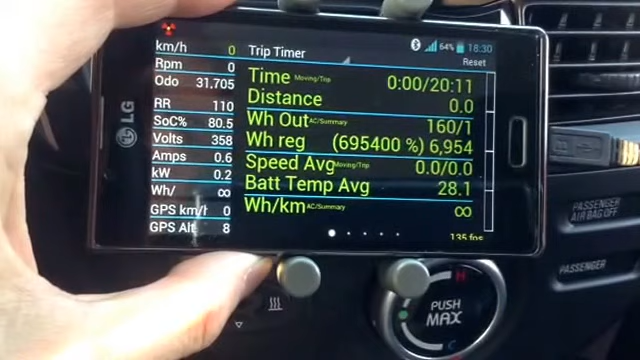 64% 18:30
km/h 0
Trip Timer
Reset
Rpm 0
Odo 31,705
RR 110
SoC% 80.5
Volts 358
Amps 0.6
kW 0.2
Wh/ ∞
GPS km/h 0
GPS Alt 8
Time Moving/Trip 0:00/20:11
Distance 0.0
Wh Out AC/Summary 160/1
Wh reg (695400 %) 6,954
Speed Avg Moving/Trip 0.0/0.0
Batt Temp Avg 28.1
Wh/km AC/Summary ∞
135 fps
LG
PASSENGER
AIR BAG OFF
PASSENGER
PUSH
MAX
H
C